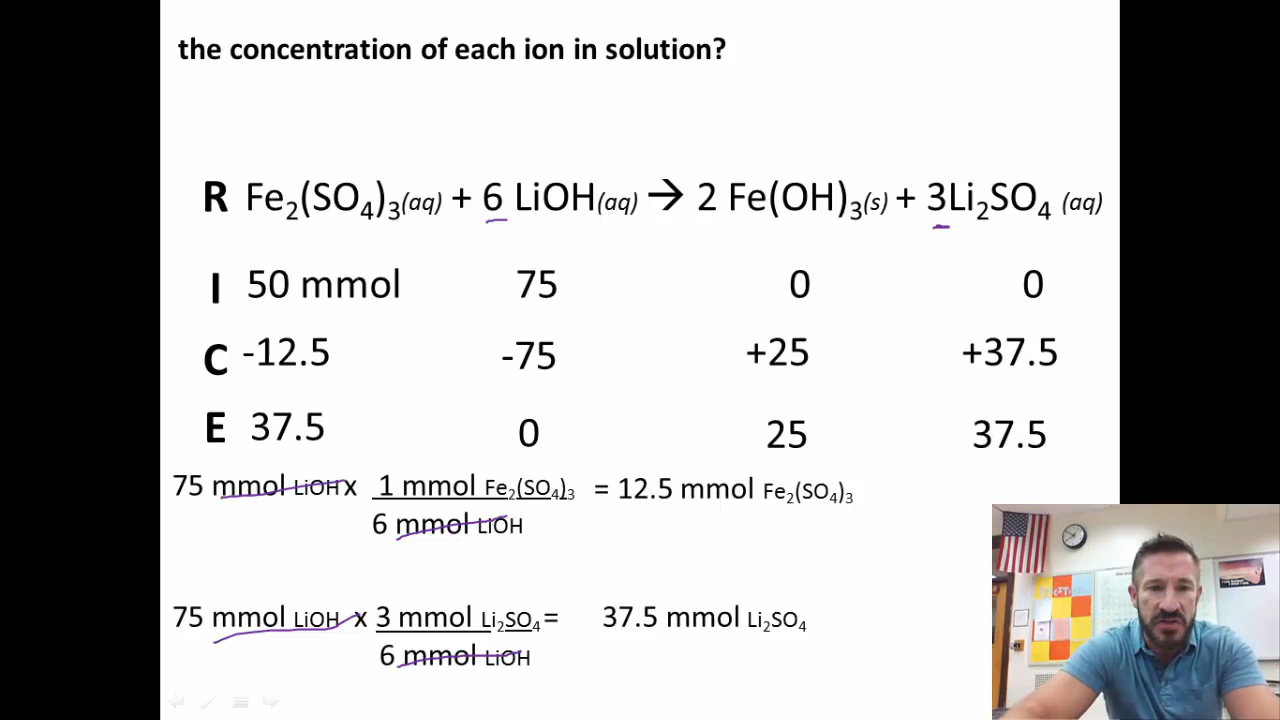 the concentration of each ion in solution?
R Fe₂(SO₄)₃(aq) + 6 LiOH(aq) → 2 Fe(OH)₃(s) + 3Li₂SO₄ (aq)
I 50 mmol 75 0 0
C -12.5 -75 +25 +37.5
E 37.5 0 25 37.5
75 mmol LiOH x 1 mmol Fe₂(SO₄)₃ = 12.5 mmol Fe₂(SO₄)₃
6 mmol LiOH
75 mmol LiOH x 3 mmol Li₂SO₄ = 37.5 mmol Li₂SO₄
6 mmol LiOH